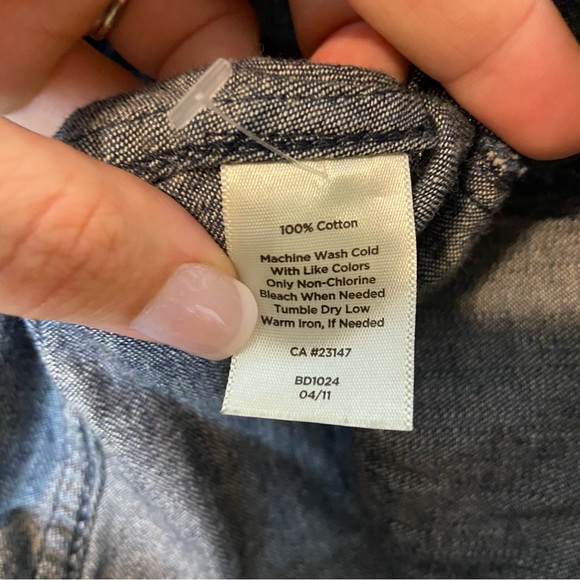 100% Cotton
Machine Wash Cold
With Like Colors
Only Non-Chlorine
Bleach When Needed
Tumble Dry Low
Warm Iron, If Needed
CA #23147
BD1024
04/11